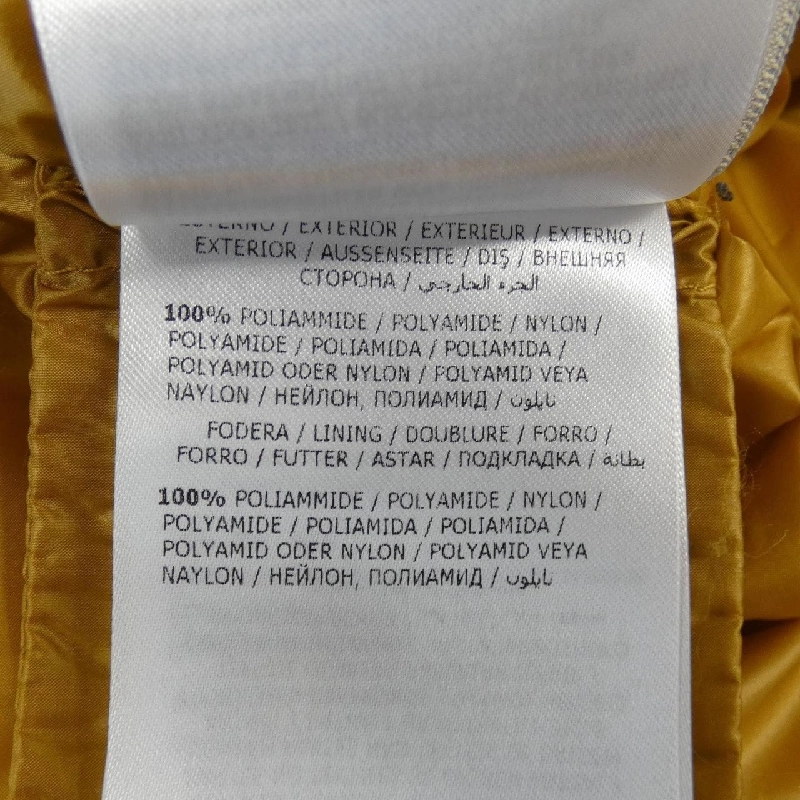 ESTERNO / EXTERIOR / EXTERIEUR / EXTERNO /
EXTERIOR / AUSSENSEITE / DIŞ / ВНЕШНЯЯ
СТОРОНА / الجزء الخارجي
100% POLIAMMIDE / POLYAMIDE / NYLON /
POLYAMIDE / POLIAMIDA / POLIAMIDA /
POLYAMID ODER NYLON / POLYAMID VEYA
NAYLON / НЕЙЛОН, ПОЛИАМИД / نايلون
FODERA / LINING / DOUBLURE / FORRO /
FORRO / FUTTER / ASTAR / ПОДКЛАДКА / بطانة
100% POLIAMMIDE / POLYAMIDE / NYLON /
POLYAMIDE / POLIAMIDA / POLIAMIDA /
POLYAMID ODER NYLON / POLYAMID VEYA
NAYLON / НЕЙЛОН, ПОЛИАМИД / نايلون